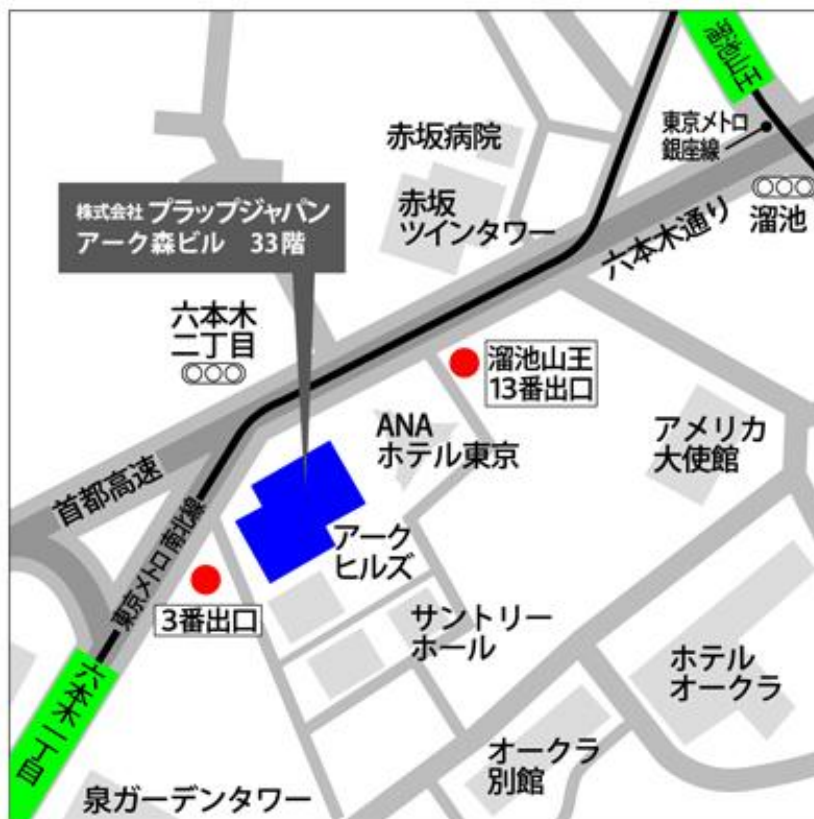 溜池山王
東京メトロ
銀座線
溜池
六本木通り
赤坂病院
赤坂
ツインタワー
株式会社 プラップジャパン
アーク森ビル 33階
六本木
二丁目
溜池山王
13番出口
ANA
ホテル東京
アメリカ
大使館
首都高速
東京メトロ 南北線
アーク
ヒルズ
3番出口
サントリー
ホール
ホテル
オークラ
六本木一丁目
オークラ
別館
泉ガーデンタワー